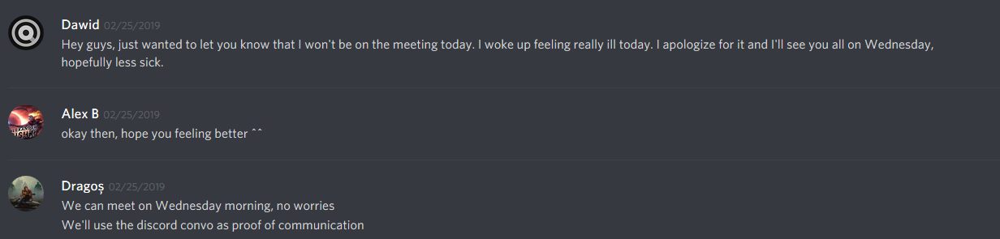 Dawid 02/25/2019
Hey guys, just wanted to let you know that I won't be on the meeting today. I woke up feeling really ill today. I apologize for it and I'll see you all on Wednesday,
hopefully less sick.
Alex B 02/25/2019
okay then, hope you feeling better ^^
Dragoș 02/25/2019
We can meet on Wednesday morning, no worries
We'll use the discord convo as proof of communication